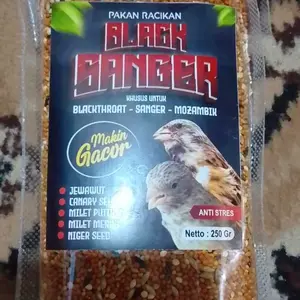 PAKAN RACIKAN
BLACK
SANGER
KHUSUS UNTUK
BLACKTHROAT - SANGER - MOZAMBIK
Makin
Gacor
JEWAWUT
CANARY SEED
MILET PUTIH
MILET MERAH
NIGER SEED
ANTI STRES
Netto : 250 Gr